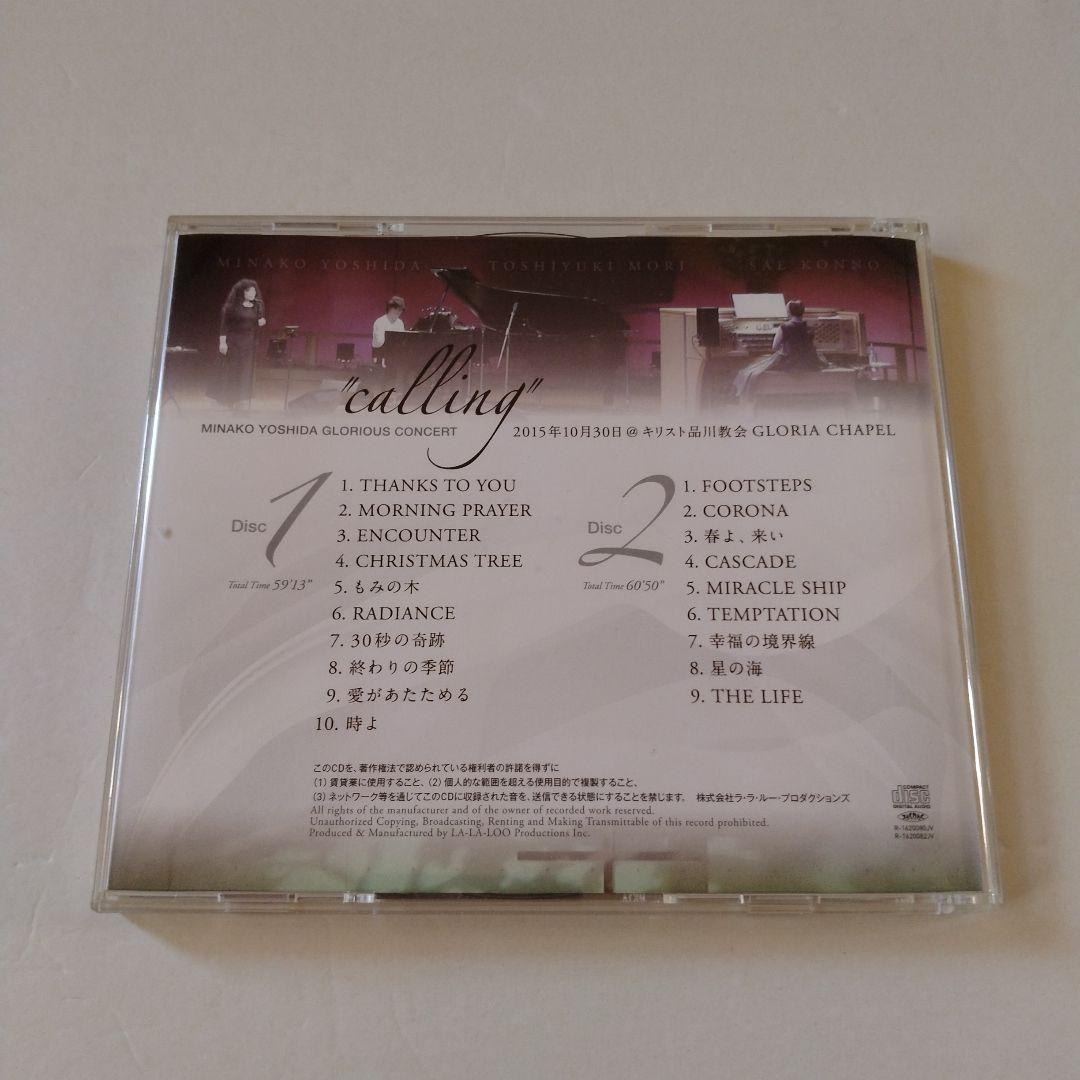 MINAKO YOSHIDA TOSHIYUKI MORI SAE KONNO
"calling"
MINAKO YOSHIDA GLORIOUS CONCERT 2015年10月30日@キリスト品川教会 GLORIA CHAPEL
Disc 1
Total Time 59'13"
1. THANKS TO YOU
2. MORNING PRAYER
3. ENCOUNTER
4. CHRISTMAS TREE
5. もみの木
6. RADIANCE
7. 30秒の奇跡
8. 終わりの季節
9. 愛があたためる
10. 時よ
Disc 2
Total Time 60'50"
1. FOOTSTEPS
2. CORONA
3. 春よ、来い
4. CASCADE
5. MIRACLE SHIP
6. TEMPTATION
7. 幸福の境界線
8. 星の海
9. THE LIFE
このCDを、著作権法で認められている権利者の許諾を得ずに
(1) 賃貸業に使用すること、(2) 個人的な範囲を超える使用目的で複製すること、
(3) ネットワーク等を通じてこのCDに収録された音を、送信できる状態にすることを禁じます。 株式会社ラ・ラ・ルー・プロダクションズ
All rights of the manufacturer and of the owner of recorded work reserved.
Unauthorized Copying, Broadcasting, Renting and Making Transmittable of this record prohibited.
Produced & Manufactured by LA-LA-LOO Productions Inc.
COMPACT
disc
DIGITAL AUDIO
R-1620080JV
R-1620082JV